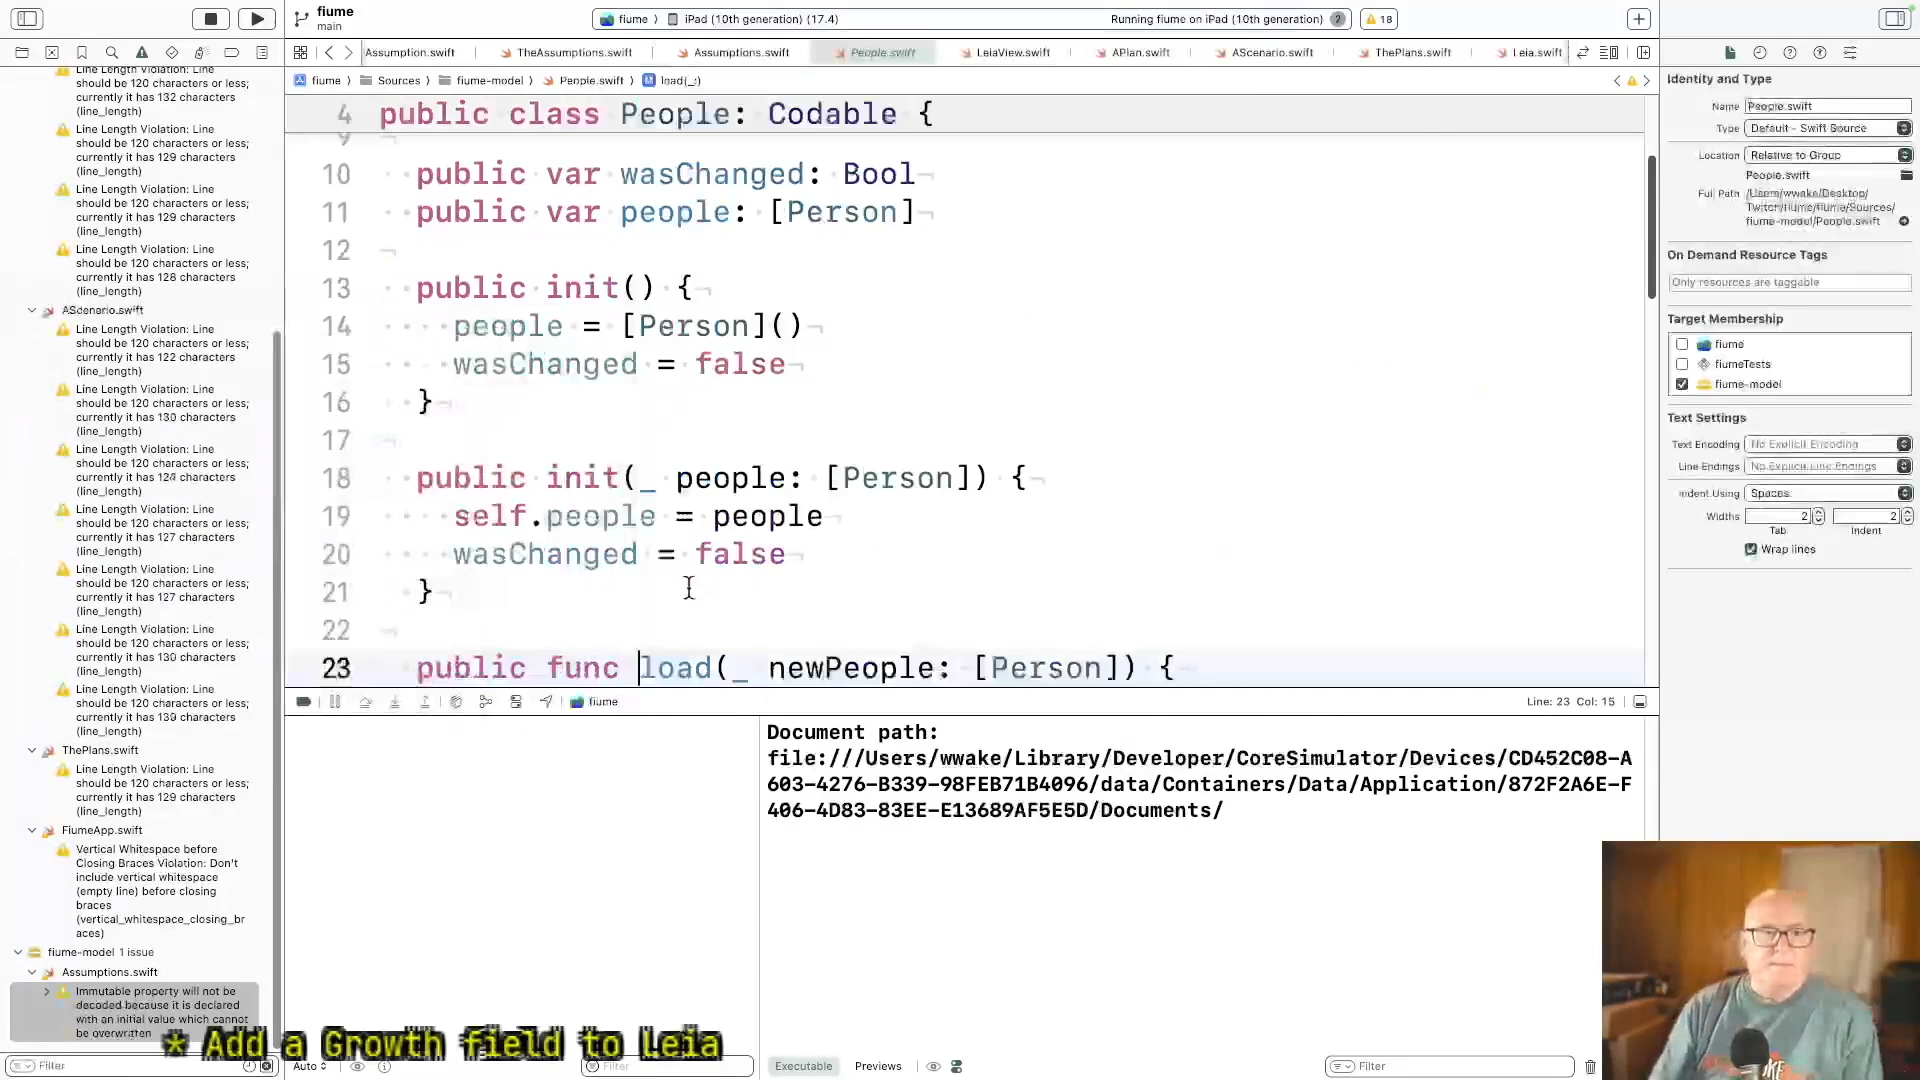 fiume
main
fiume
iPad (10th generation) (17.4)
Running fiume on iPad (10th generation)
2
18
Assumption.swift
TheAssumptions.swift
Assumptions.swift
People.swift
LeiaView.swift
APlan.swift
AScenario.swift
ThePlans.swift
Leia.swift
fiume
Sources
fiume-model
People.swift
load(_:)
Line Length Violation: Line
should be 120 characters or less;
currently it has 132 characters
(line_length)
Line Length Violation: Line
should be 120 characters or less;
currently it has 129 characters
(line_length)
Line Length Violation: Line
should be 120 characters or less;
currently it has 129 characters
(line_length)
Line Length Violation: Line
should be 120 characters or less;
currently it has 128 characters
(line_length)
AScenario.swift
Line Length Violation: Line
should be 120 characters or less;
currently it has 122 characters
(line_length)
Line Length Violation: Line
should be 120 characters or less;
currently it has 130 characters
(line_length)
Line Length Violation: Line
should be 120 characters or less;
currently it has 124 characters
(line_length)
Line Length Violation: Line
should be 120 characters or less;
currently it has 127 characters
(line_length)
Line Length Violation: Line
should be 120 characters or less;
currently it has 127 characters
(line_length)
Line Length Violation: Line
should be 120 characters or less;
currently it has 130 characters
(line_length)
Line Length Violation: Line
should be 120 characters or less;
currently it has 139 characters
(line_length)
ThePlans.swift
Line Length Violation: Line
should be 120 characters or less;
currently it has 129 characters
(line_length)
FiumeApp.swift
Vertical Whitespace before
Closing Braces Violation: Don't
include vertical whitespace
(empty line) before closing
braces
(vertical_whitespace_closing_br
aces)
fiume-model 1 issue
Assumptions.swift
Immutable property will not be
decoded because it is declared
with an initial value which cannot
be overwritten
Filter
4 public class People: Codable {
9
10 public var wasChanged: Bool
11 public var people: [Person]
12
13 public init() {
14 people = [Person]()
15 wasChanged = false
16 }
17
18 public init(_ people: [Person]) {
19 self.people = people
20 wasChanged = false
21 }
22
23 public func load(_ newPeople: [Person]) {
fiume
Line: 23 Col: 15
Document path:
file:///Users/wwake/Library/Developer/CoreSimulator/Devices/CD452C08-A
603-4276-B339-98FEB71B4096/data/Containers/Data/Application/872F2A6E-F
406-4D83-83EE-E13689AF5E5D/Documents/
* Add a Growth field to Leia
Auto
Filter
Executable
Previews
Filter
Identity and Type
Name People.swift
Type Default - Swift Source
Location Relative to Group
People.swift
Full Path /Users/wwake/Desktop/
Twitch/fiume/fiume/Sources/
fiume-model/People.swift
On Demand Resource Tags
Only resources are taggable
Target Membership
fiume
fiumeTests
fiume-model
Text Settings
Text Encoding No Explicit Encoding
Line Endings No Explicit Line Endings
Indent Using Spaces
Widths 2 2
Tab Indent
Wrap lines